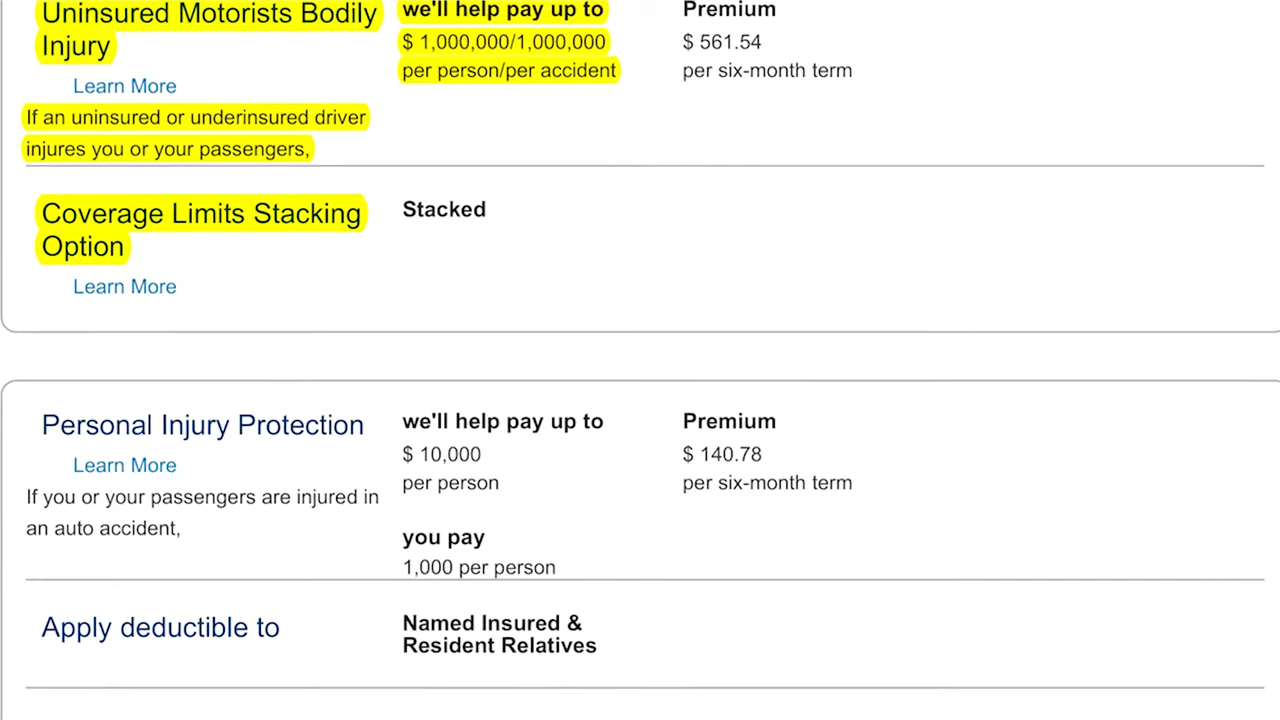 Uninsured Motorists Bodily
Injury
Learn More
If an uninsured or underinsured driver
injures you or your passengers,
we'll help pay up to
$ 1,000,000/1,000,000
per person/per accident
Premium
$ 561.54
per six-month term
Coverage Limits Stacking
Option
Learn More
Stacked
Personal Injury Protection
Learn More
If you or your passengers are injured in
an auto accident,
we'll help pay up to
$ 10,000
per person
you pay
1,000 per person
Premium
$ 140.78
per six-month term
Apply deductible to
Named Insured &
Resident Relatives